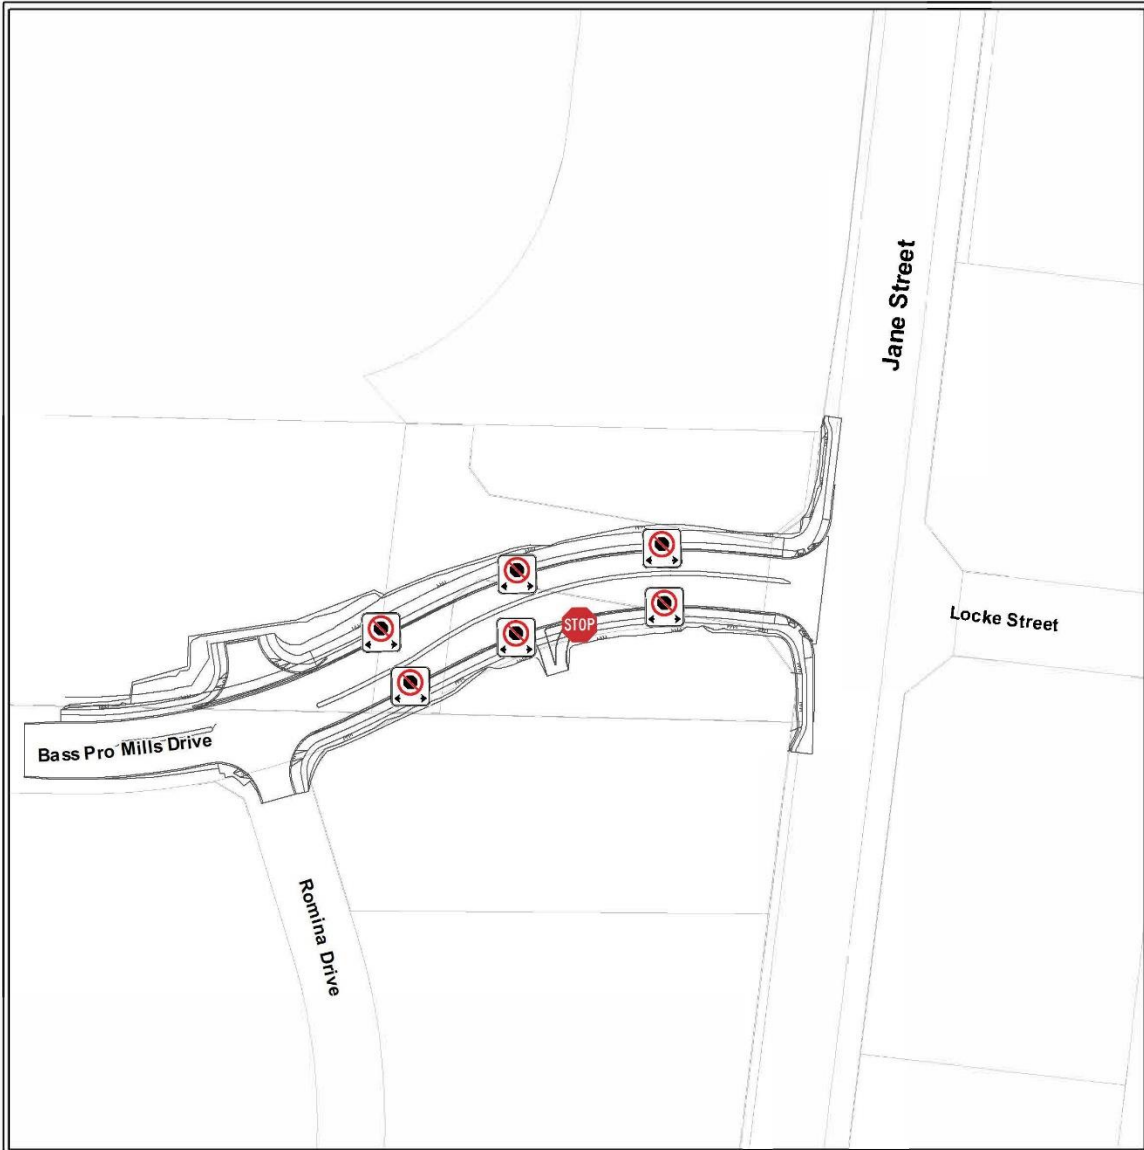 Jane Street
STOP
Locke Street
Bass Pro Mills Drive
Romina Drive